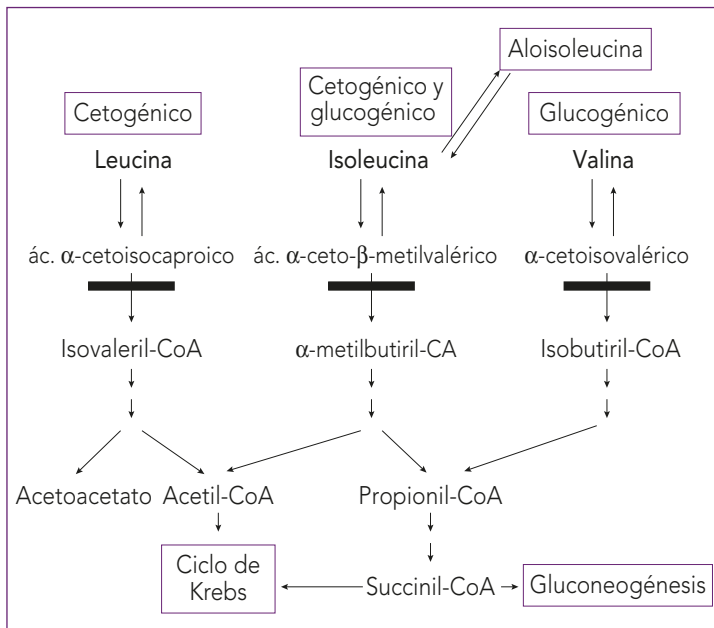 Aloisoleucina
Cetogénico
Cetogénico y
glucogénico
Glucogénico
Leucina
Isoleucina
Valina
ác. α-cetoisocaproico
ác. α-ceto-β-metilvalérico
α-cetoisovalérico
Isovaleril-CoA
α-metilbutiril-CA
Isobutiril-CoA
Acetoacetato
Acetil-CoA
Propionil-CoA
Ciclo de
Krebs
Succinil-CoA
Gluconeogénesis